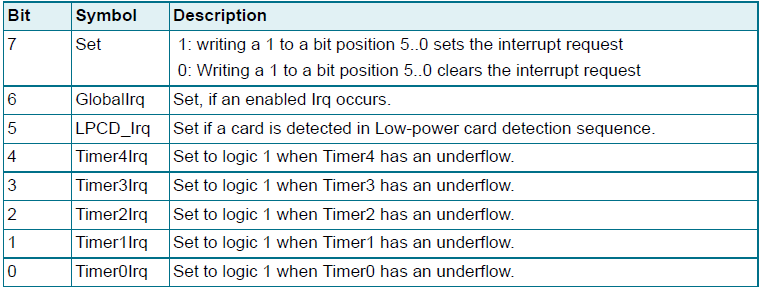 Bit Symbol Description
7 Set 1: writing a 1 to a bit position 5..0 sets the interrupt request
0: Writing a 1 to a bit position 5..0 clears the interrupt request
6 GlobalIrq Set, if an enabled Irq occurs.
5 LPCD_Irq Set if a card is detected in Low-power card detection sequence.
4 Timer4Irq Set to logic 1 when Timer4 has an underflow.
3 Timer3Irq Set to logic 1 when Timer3 has an underflow.
2 Timer2Irq Set to logic 1 when Timer2 has an underflow.
1 Timer1Irq Set to logic 1 when Timer1 has an underflow.
0 Timer0Irq Set to logic 1 when Timer0 has an underflow.